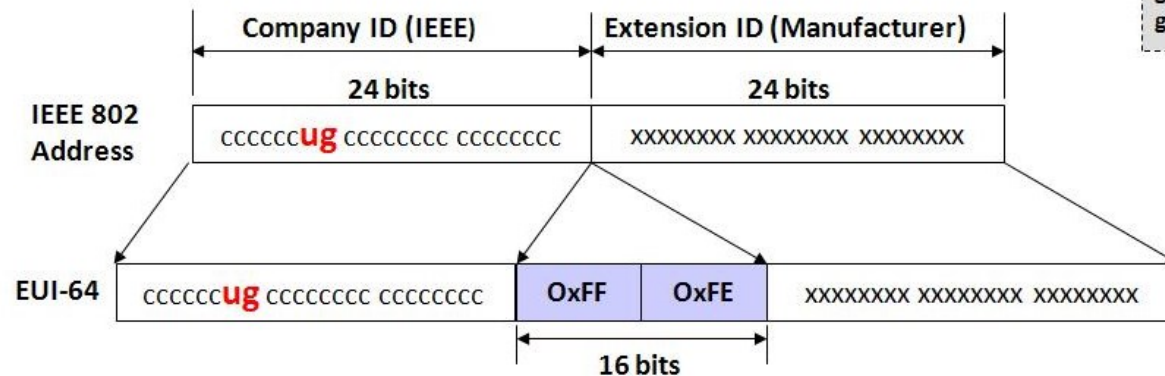 Company ID (IEEE) Extension ID (Manufacturer)
g
24 bits 24 bits
IEEE 802
Address
ccccccug cccccccc cccccccc xxxxxxxx xxxxxxxx xxxxxxxx
EUI-64 ccccccug cccccccc cccccccc OxFF OxFE xxxxxxxx xxxxxxxx xxxxxxxx
16 bits